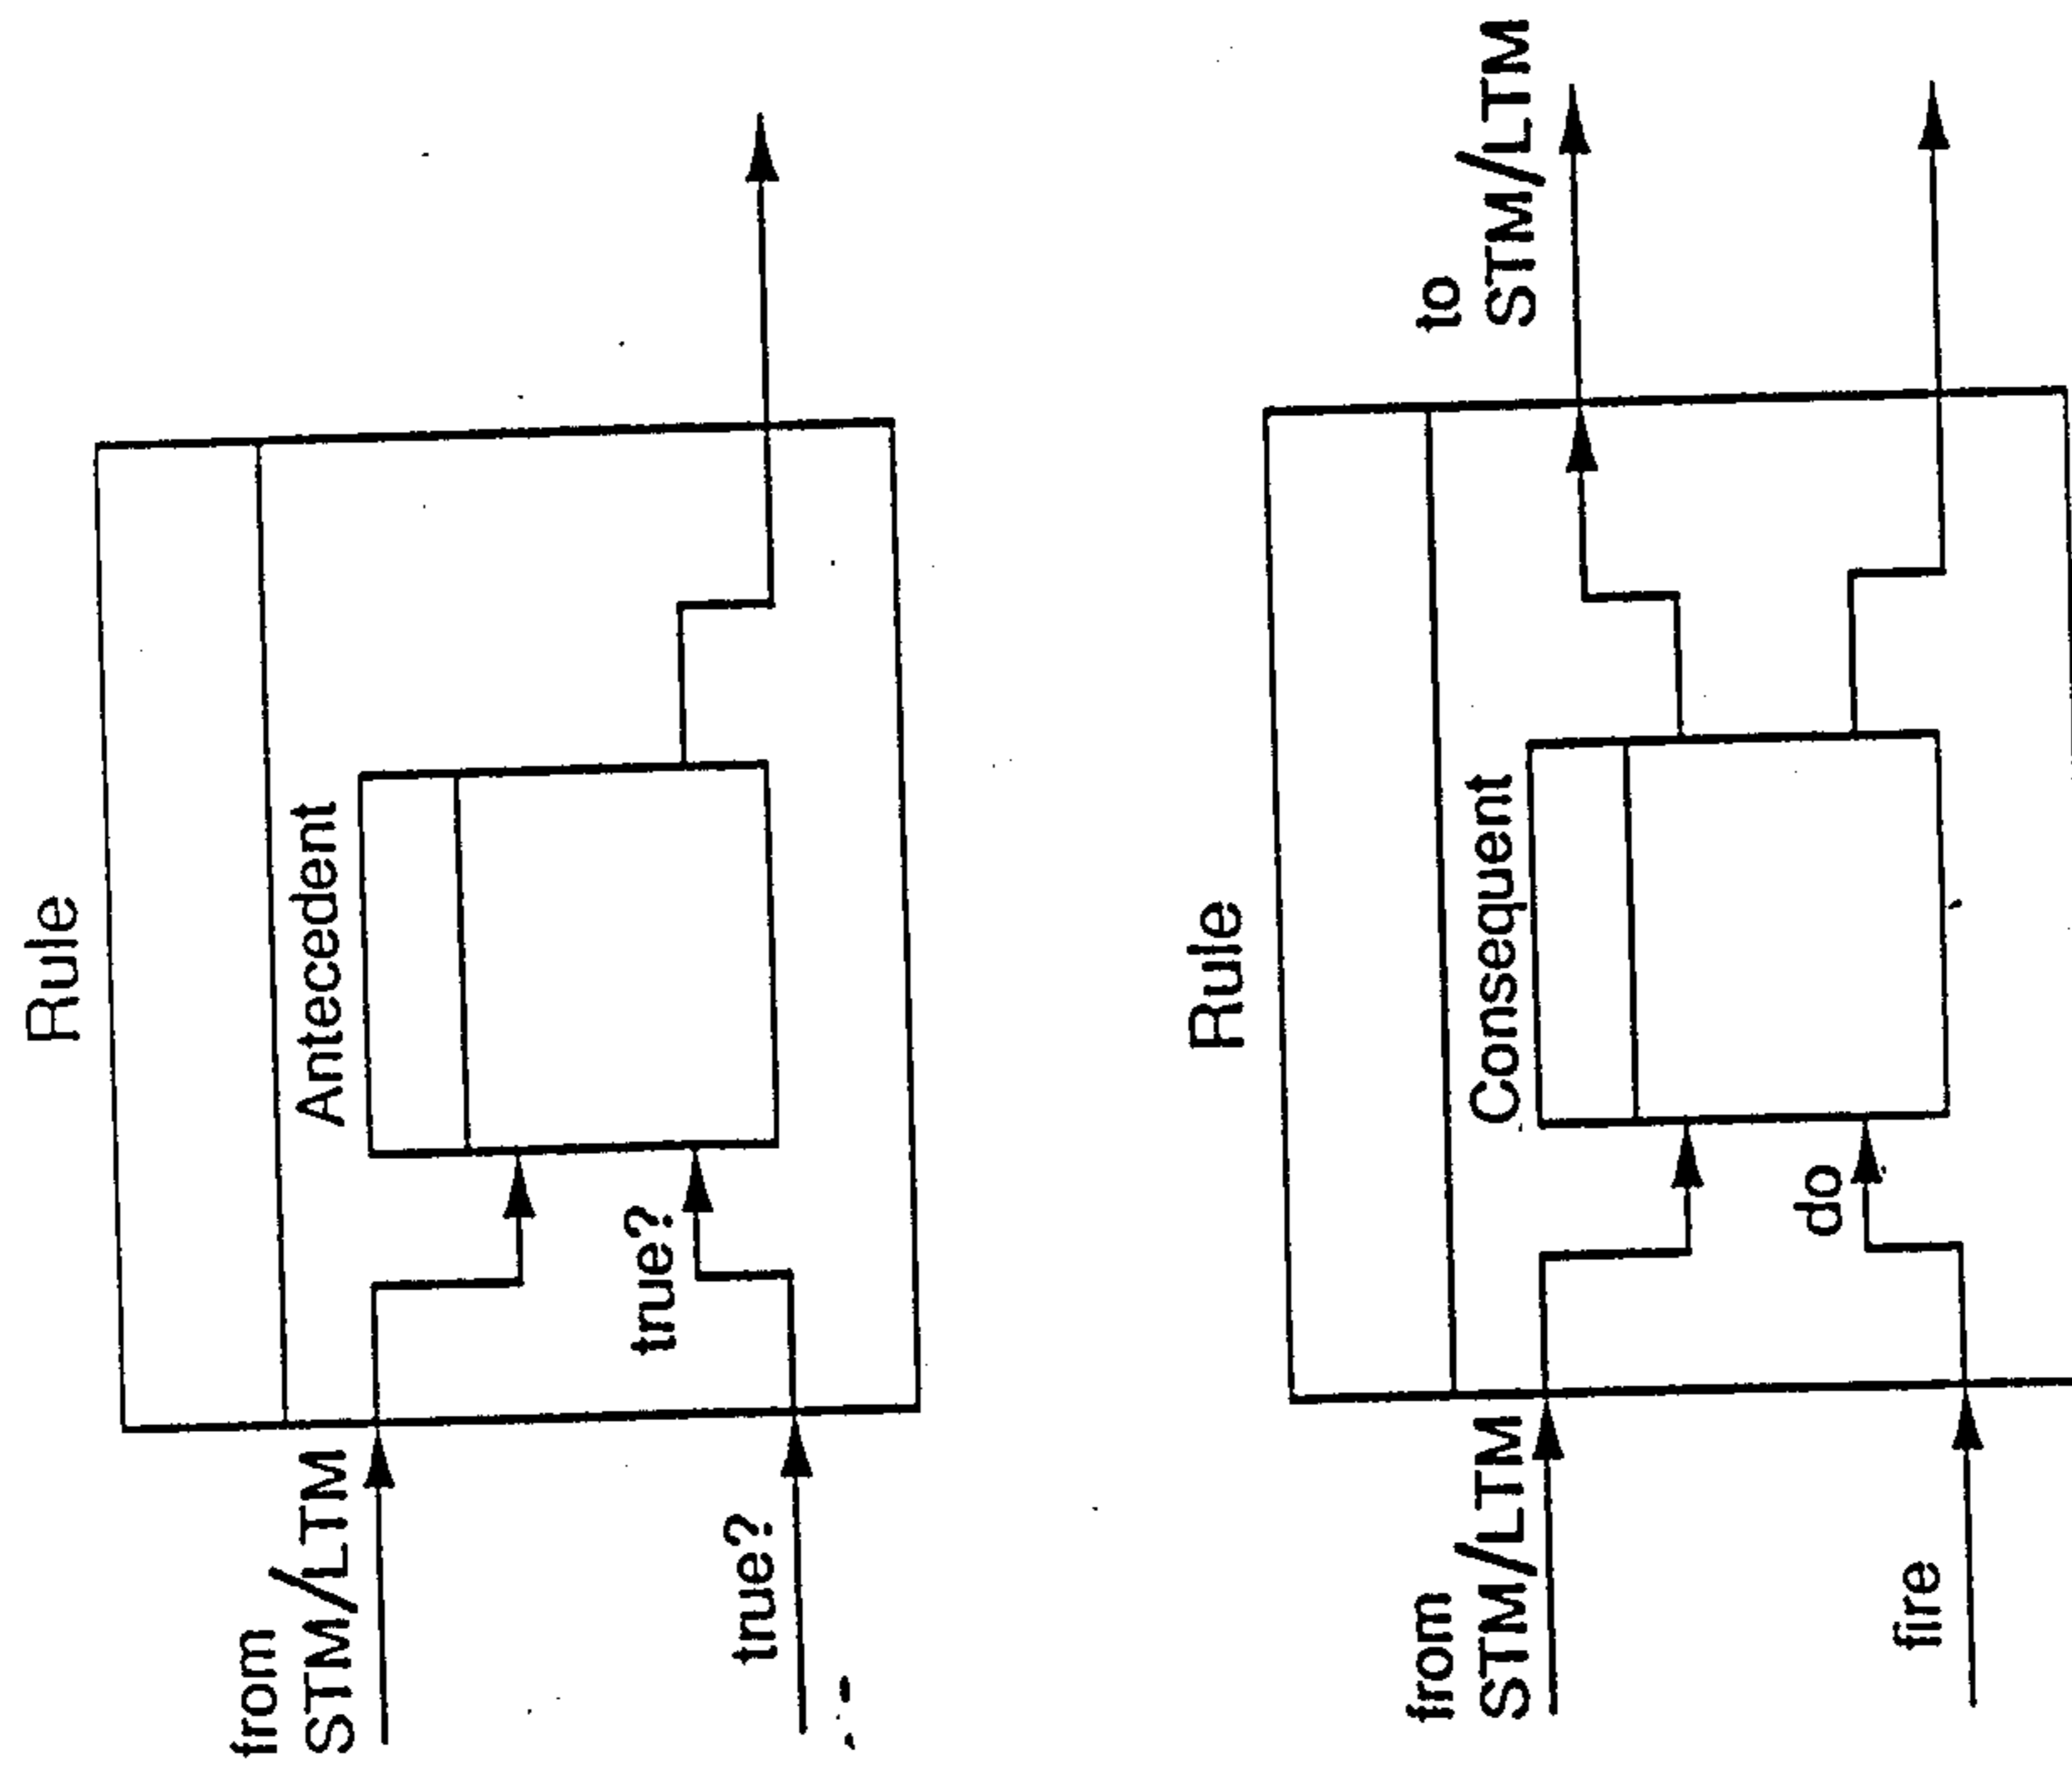 Rule
Antecedent
from
STM/LTM
true?
true?
Rule
Consequent
from
STM/LTM
do
fire
to
STM/LTM